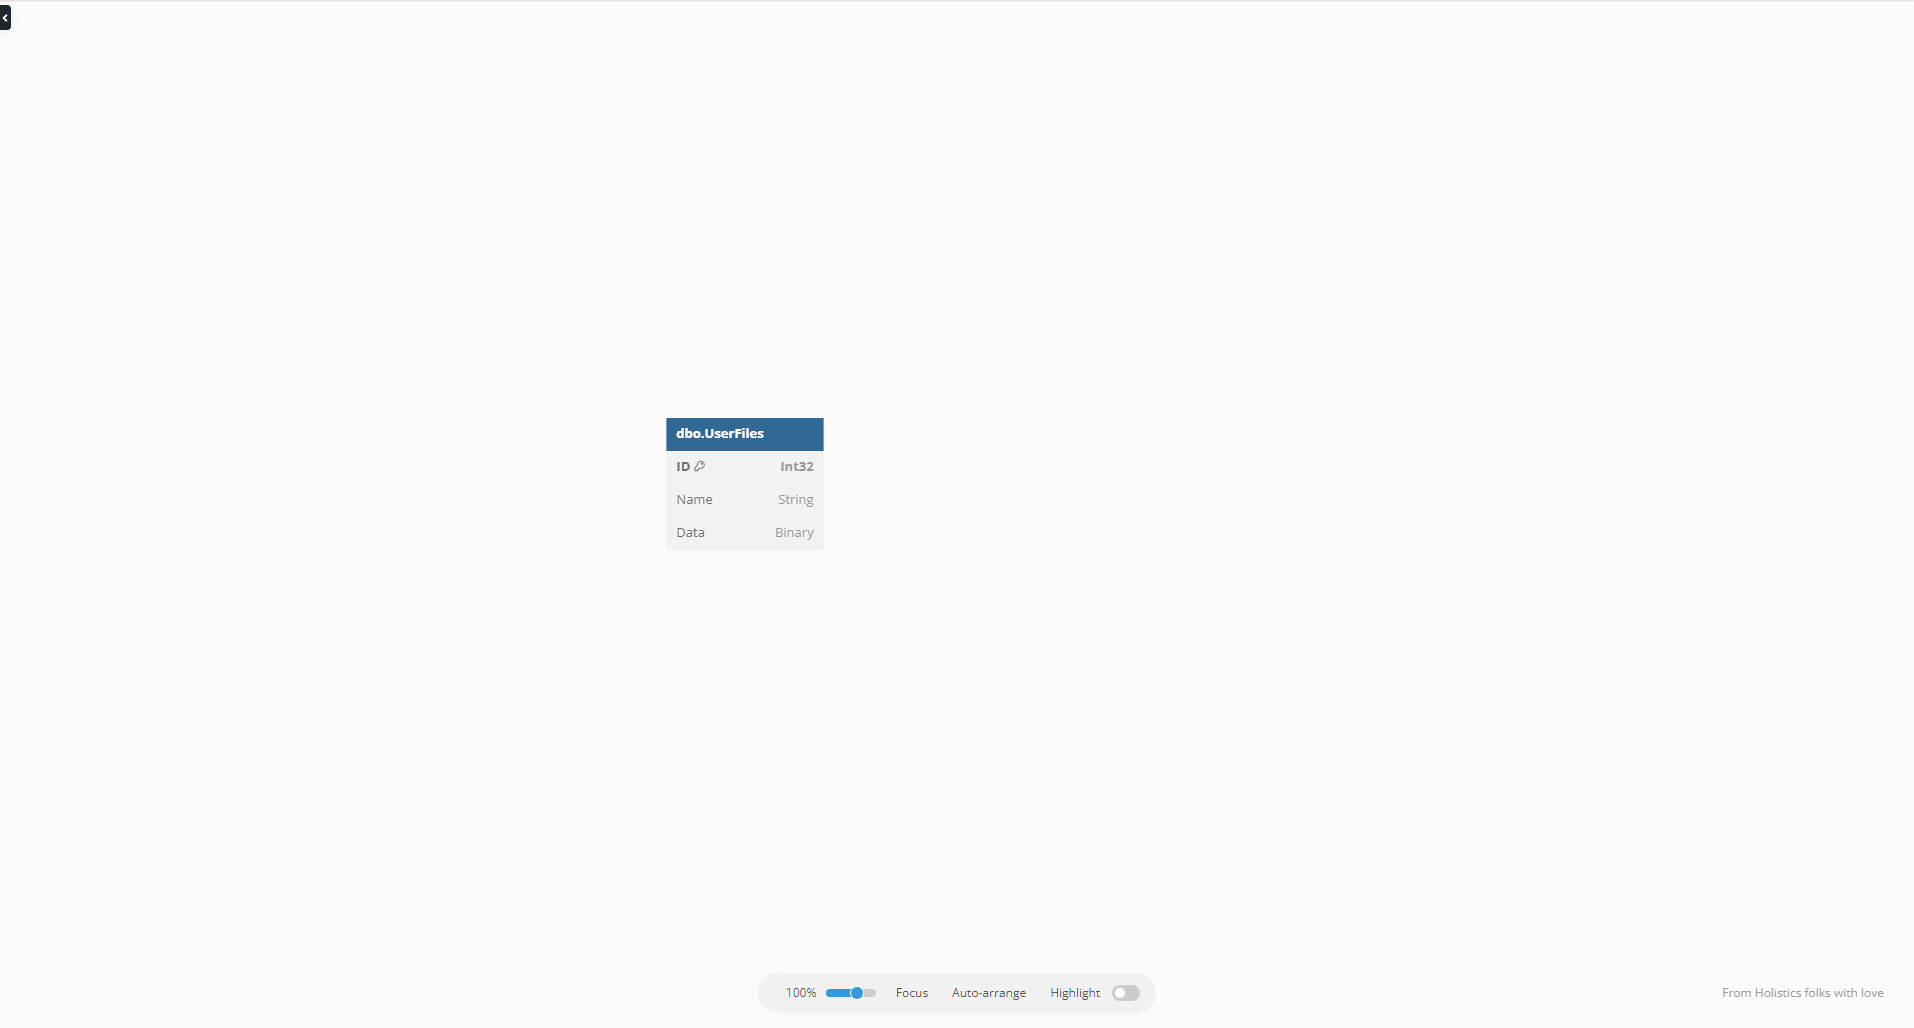 dbo.UserFiles
ID Int32
Name String
Data Binary
100% Focus Auto-arrange Highlight
From Holistics folks with love